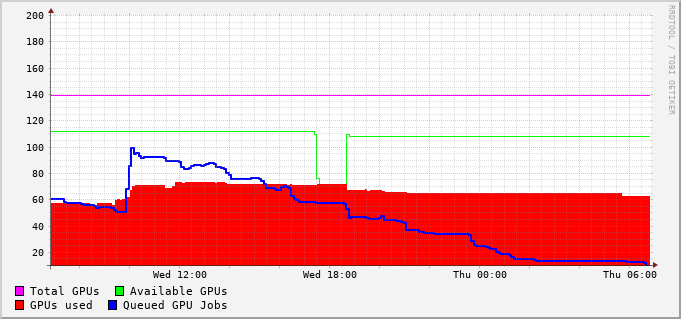 200
180
160
140
120
100
80
60
40
20
Wed 12:00 Wed 18:00 Thu 00:00 Thu 06:00
Total GPUs Available GPUs
GPUs used Queued GPU Jobs
RRDTOOL / TOBI OETIKER